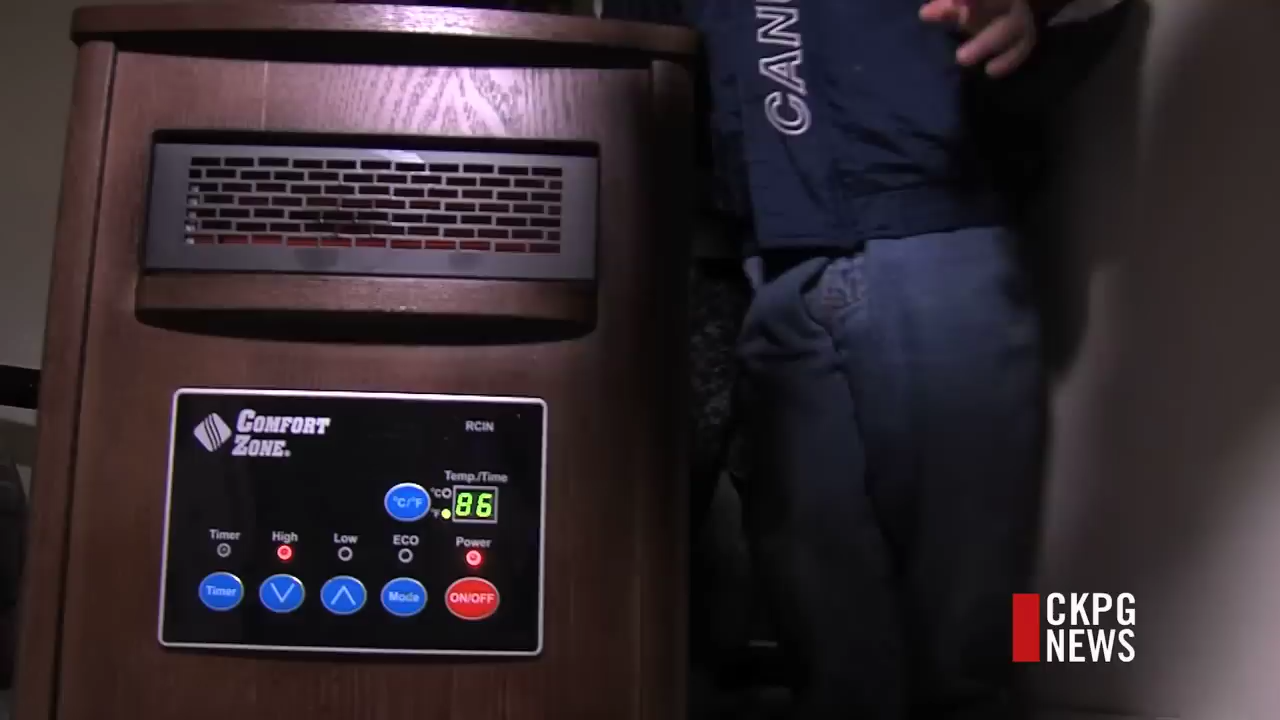 CAN
COMFORT
ZONE®
RCIN
Temp./Time
°C/°F
°C
°F
86
Timer
High
Low
ECO
Power
Timer
Mode
ON/OFF
CKPG
NEWS